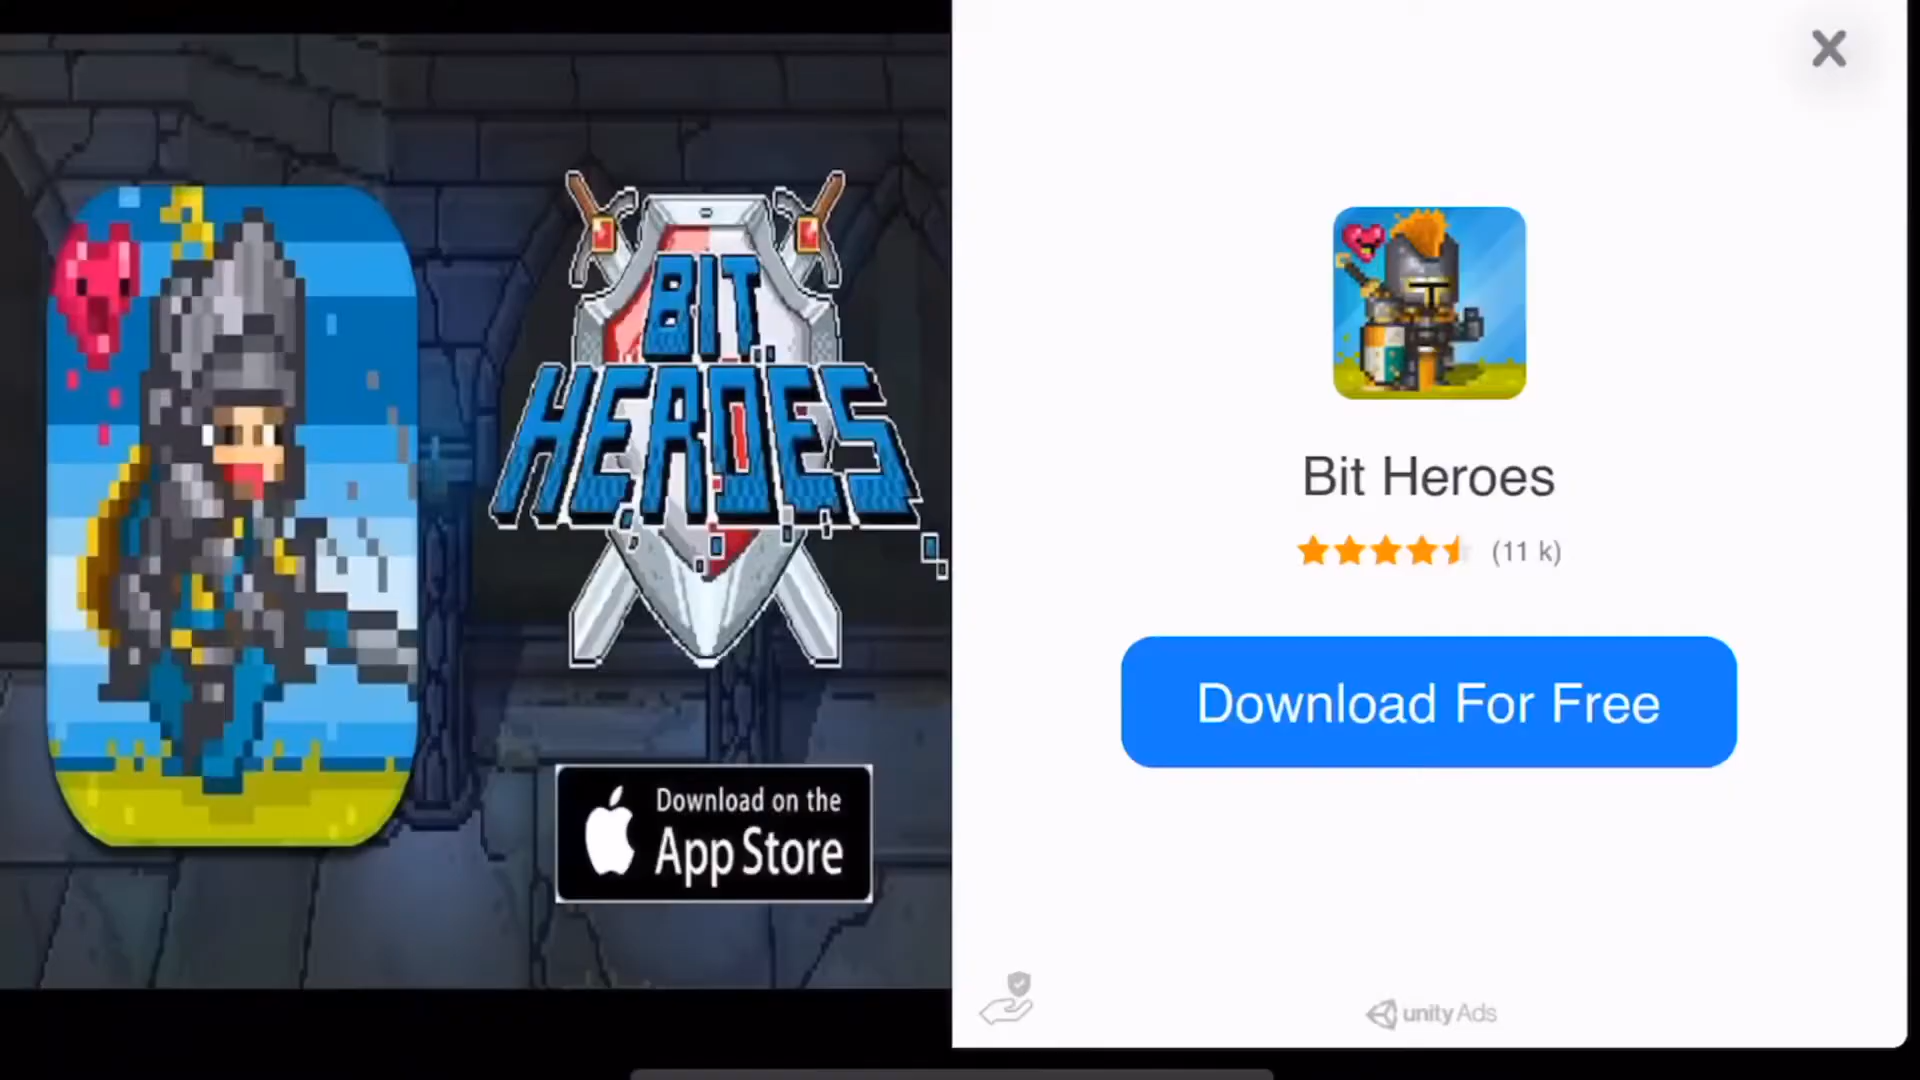 BIT
HEROES
Download on the
App Store
Bit Heroes
(11 k)
Download For Free
unity Ads